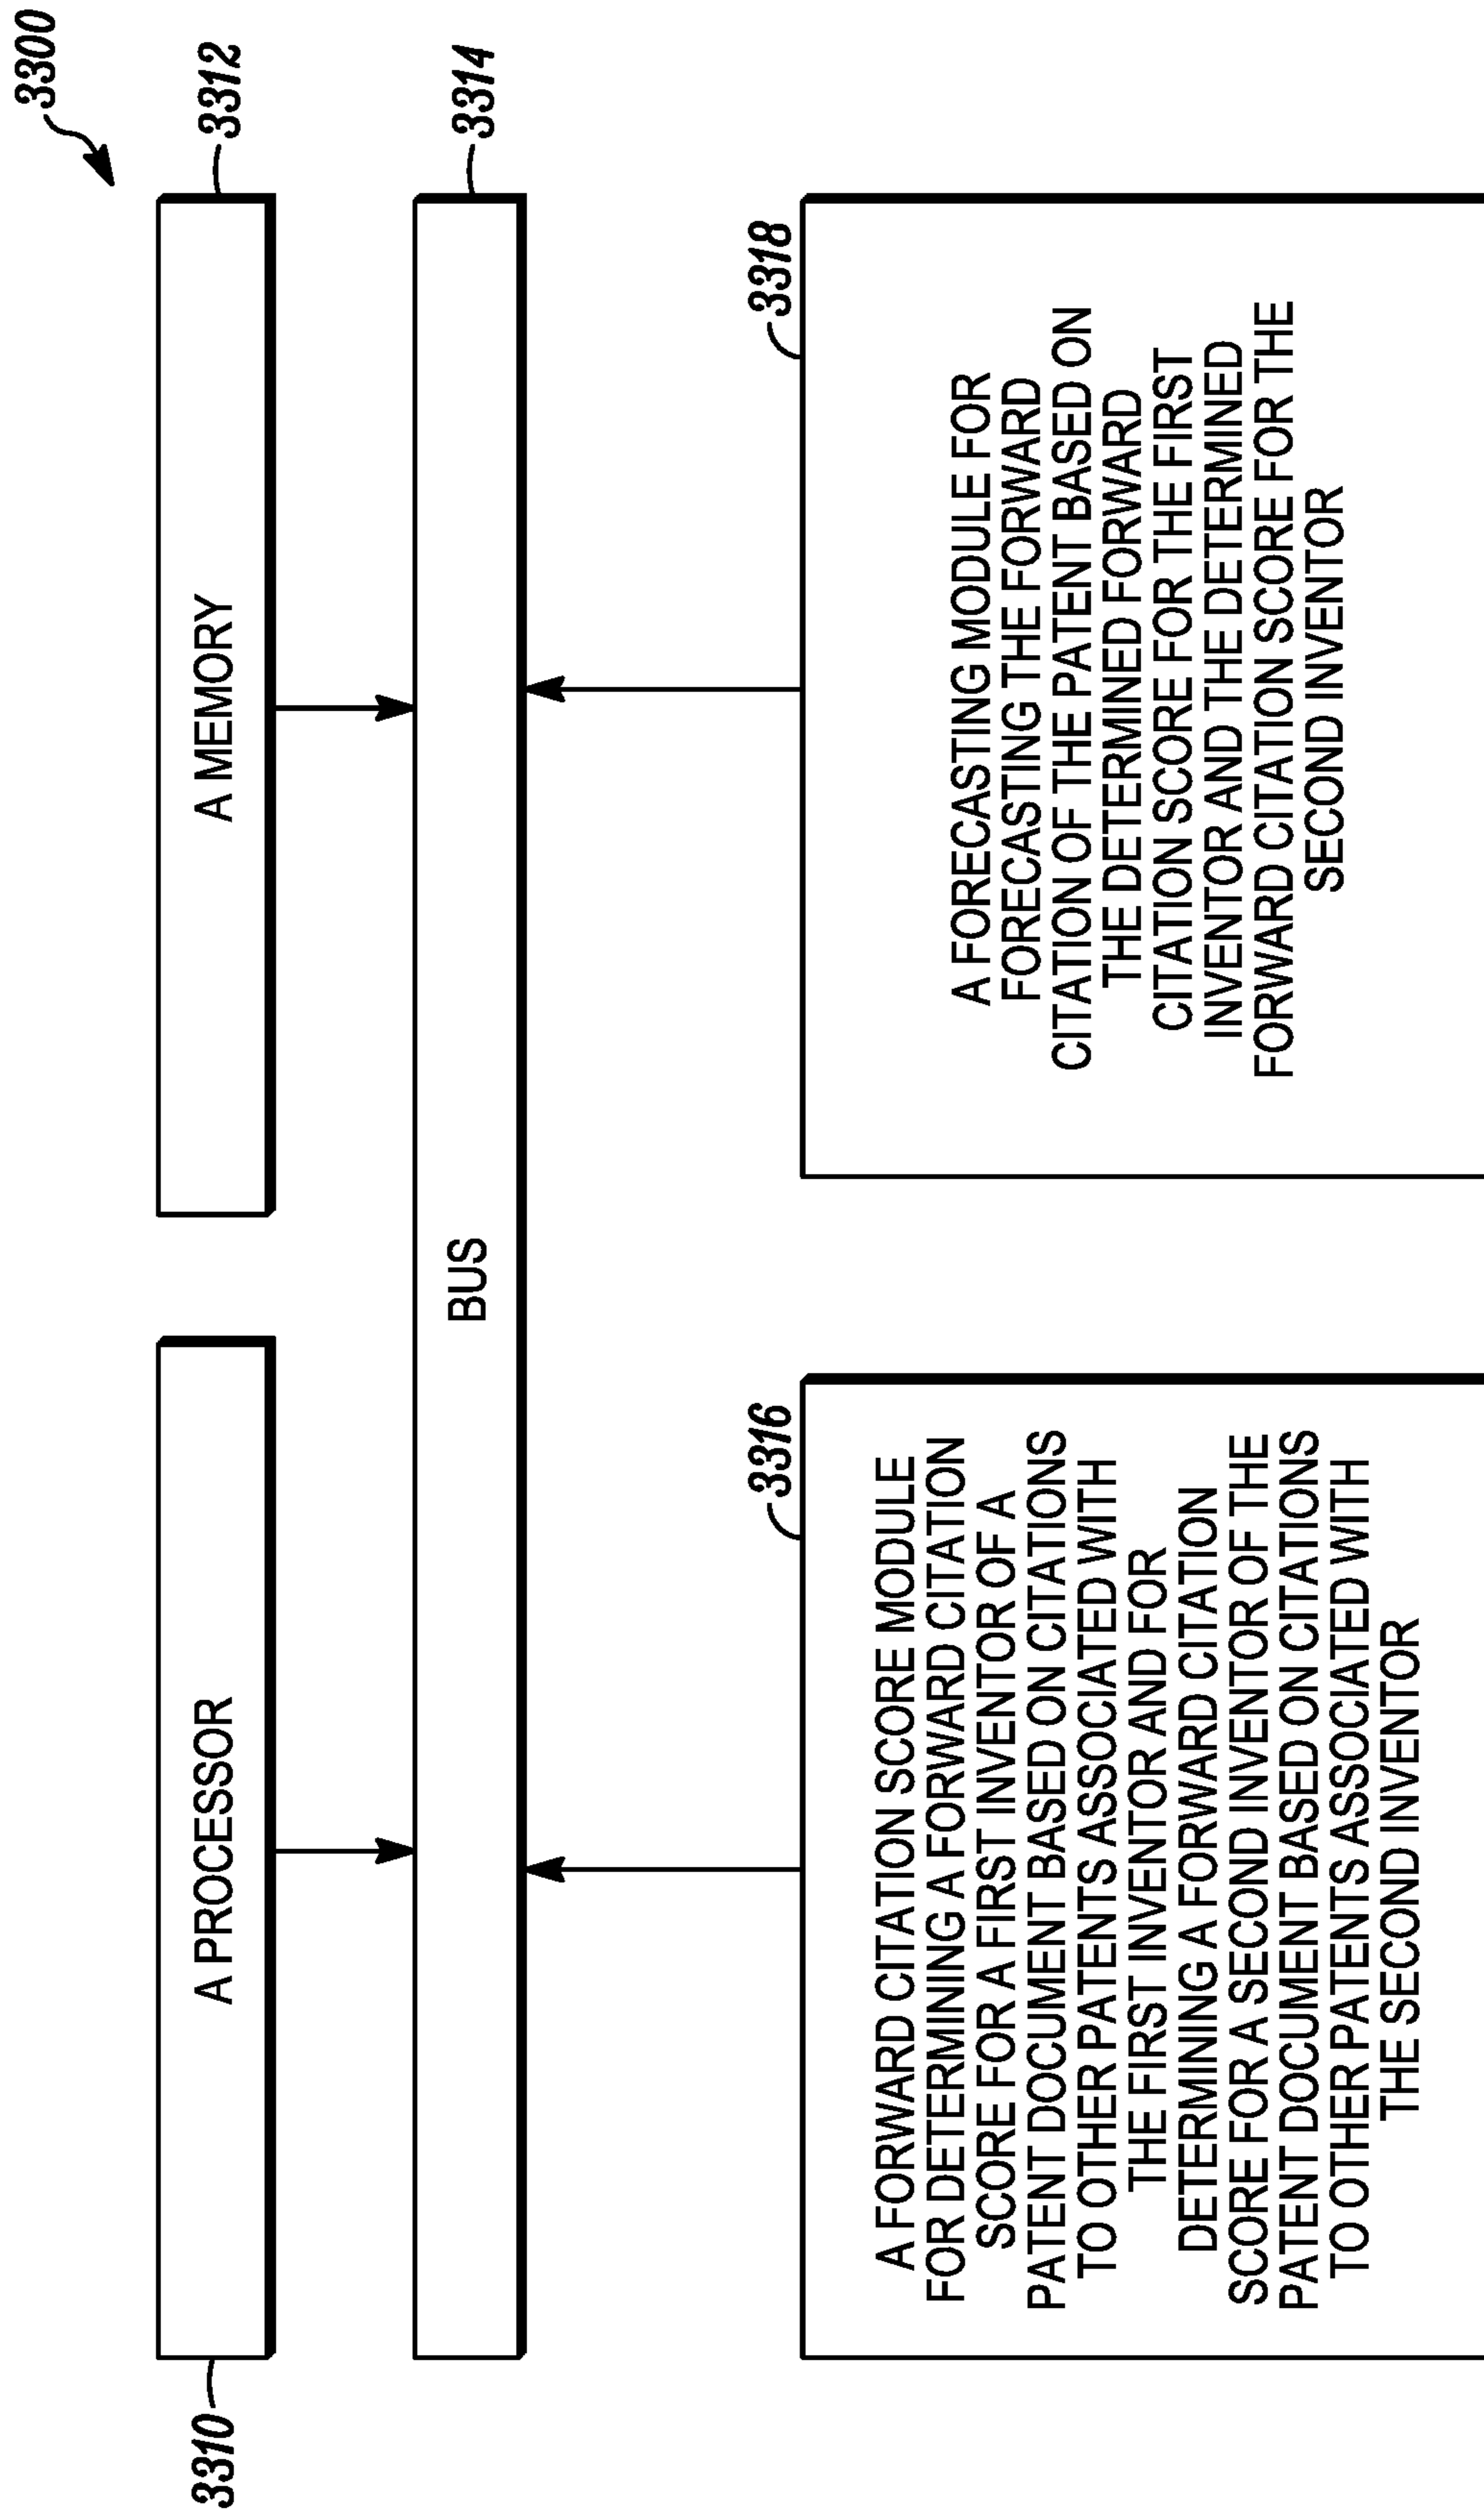 3300
3310
A PROCESSOR
A MEMORY
3312
BUS
3314
3316
A FORWARD CITATION SCORE MODULE
FOR DETERMINING A FORWARD CITATION
SCORE FOR A FIRST INVENTOR OF A
PATENT DOCUMENT BASED ON CITATIONS
TO OTHER PATENTS ASSOCIATED WITH
THE FIRST INVENTOR AND FOR
DETERMINING A FORWARD CITATION
SCORE FOR A SECOND INVENTOR OF THE
PATENT DOCUMENT BASED ON CITATIONS
TO OTHER PATENTS ASSOCIATED WITH
THE SECOND INVENTOR
3318
A FORECASTING MODULE FOR
FORECASTING THE FORWARD
CITATION OF THE PATENT BASED ON
THE DETERMINED FORWARD
CITATION SCORE FOR THE FIRST
INVENTOR AND THE DETERMINED
FORWARD CITATION SCORE FOR THE
SECOND INVENTOR